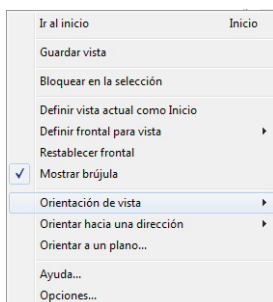 Ir al inicio Inicio
Guardar vista
Bloquear en la selección
Definir vista actual como Inicio
Definir frontal para vista
Restablecer frontal
Mostrar brújula
Orientación de vista
Orientar hacia una dirección
Orientar a un plano...
Ayuda...
Opciones...